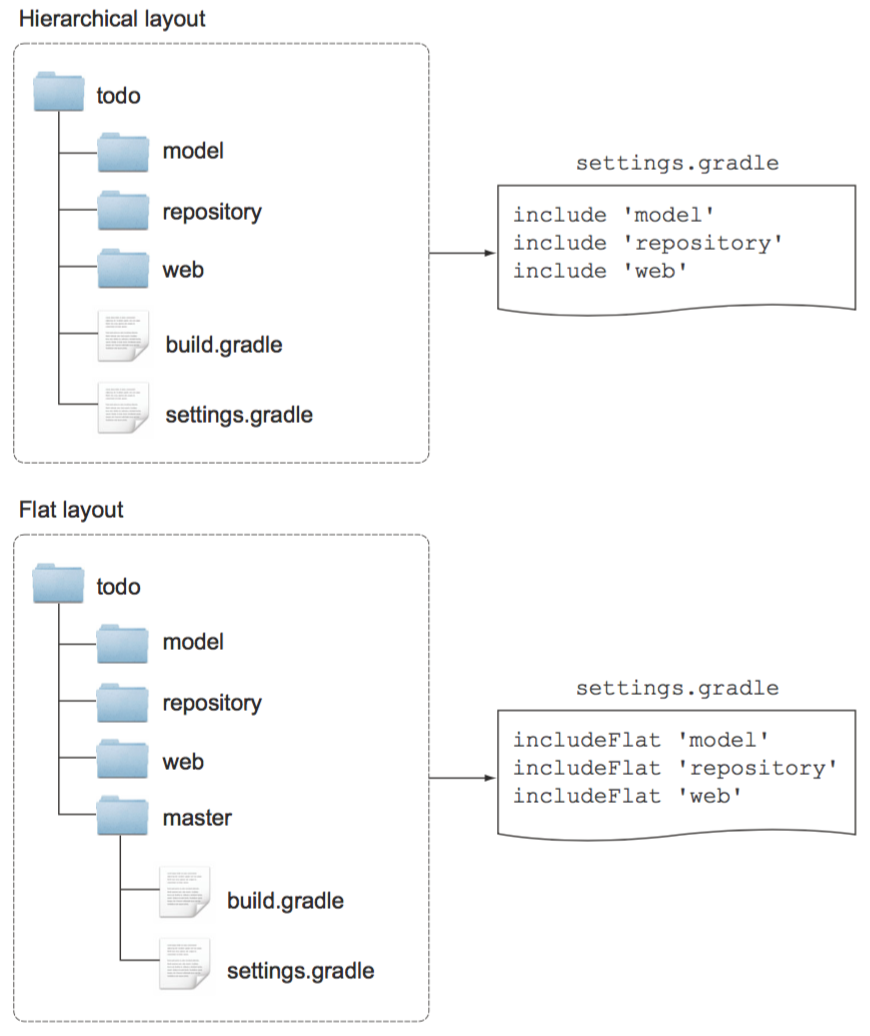 Hierarchical layout
todo
model
repository
web
build.gradle
settings.gradle
settings.gradle
include 'model'
include 'repository'
include 'web'
Flat layout
todo
model
repository
web
master
build.gradle
settings.gradle
settings.gradle
includeFlat 'model'
includeFlat 'repository'
includeFlat 'web'